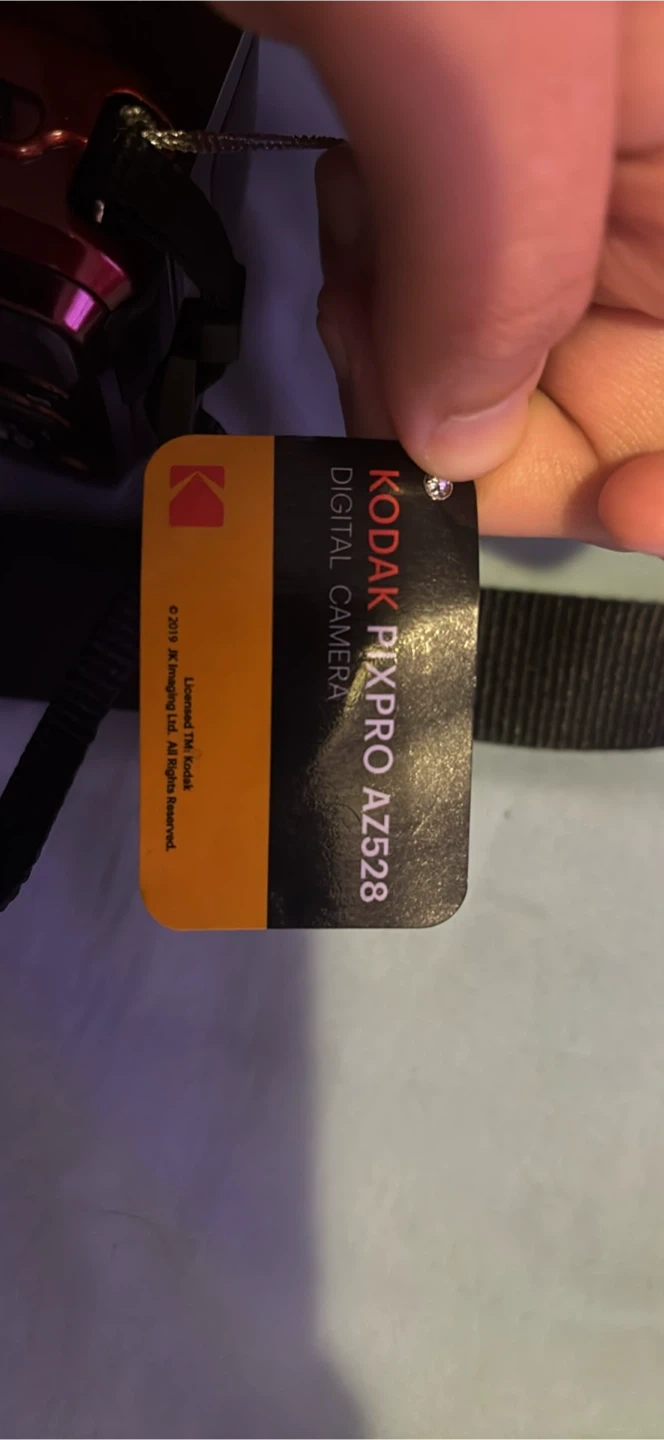 KODAK PIXPRO AZ528
DIGITAL CAMERA
Licensed TM: Kodak
© 2019 JK Imaging Ltd. All Rights Reserved.